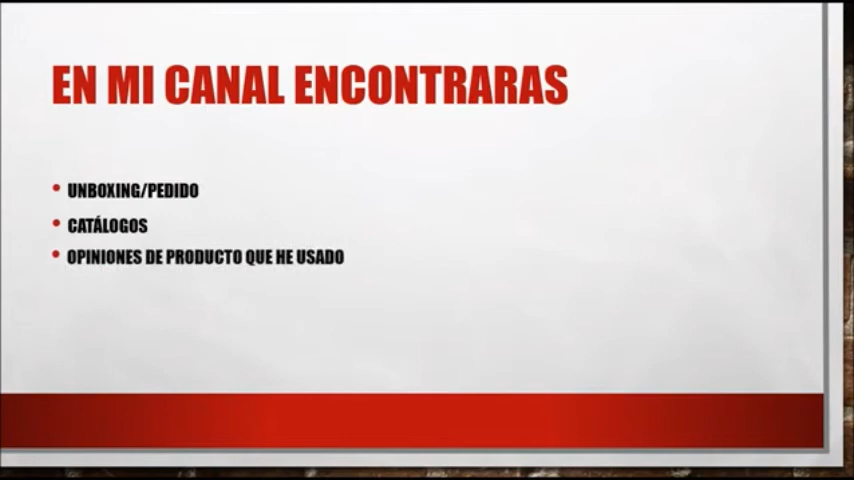 EN MI CANAL ENCONTRARAS
• UNBOXING/PEDIDO
• CATÁLOGOS
• OPINIONES DE PRODUCTO QUE HE USADO